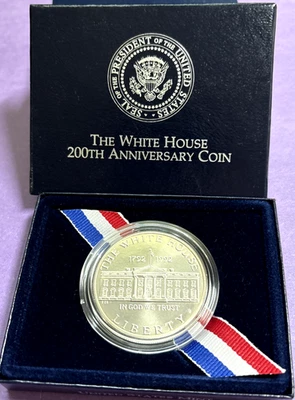 SEAL OF THE PRESIDENT OF THE UNITED STATES
THE WHITE HOUSE
200TH ANNIVERSARY COIN
THE WHITE HOUSE
1792 1992
IN GOD WE TRUST
LIBERTY